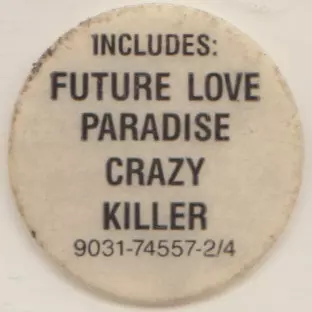 INCLUDES:
FUTURE LOVE
PARADISE
CRAZY
KILLER
9031-74557-2/4